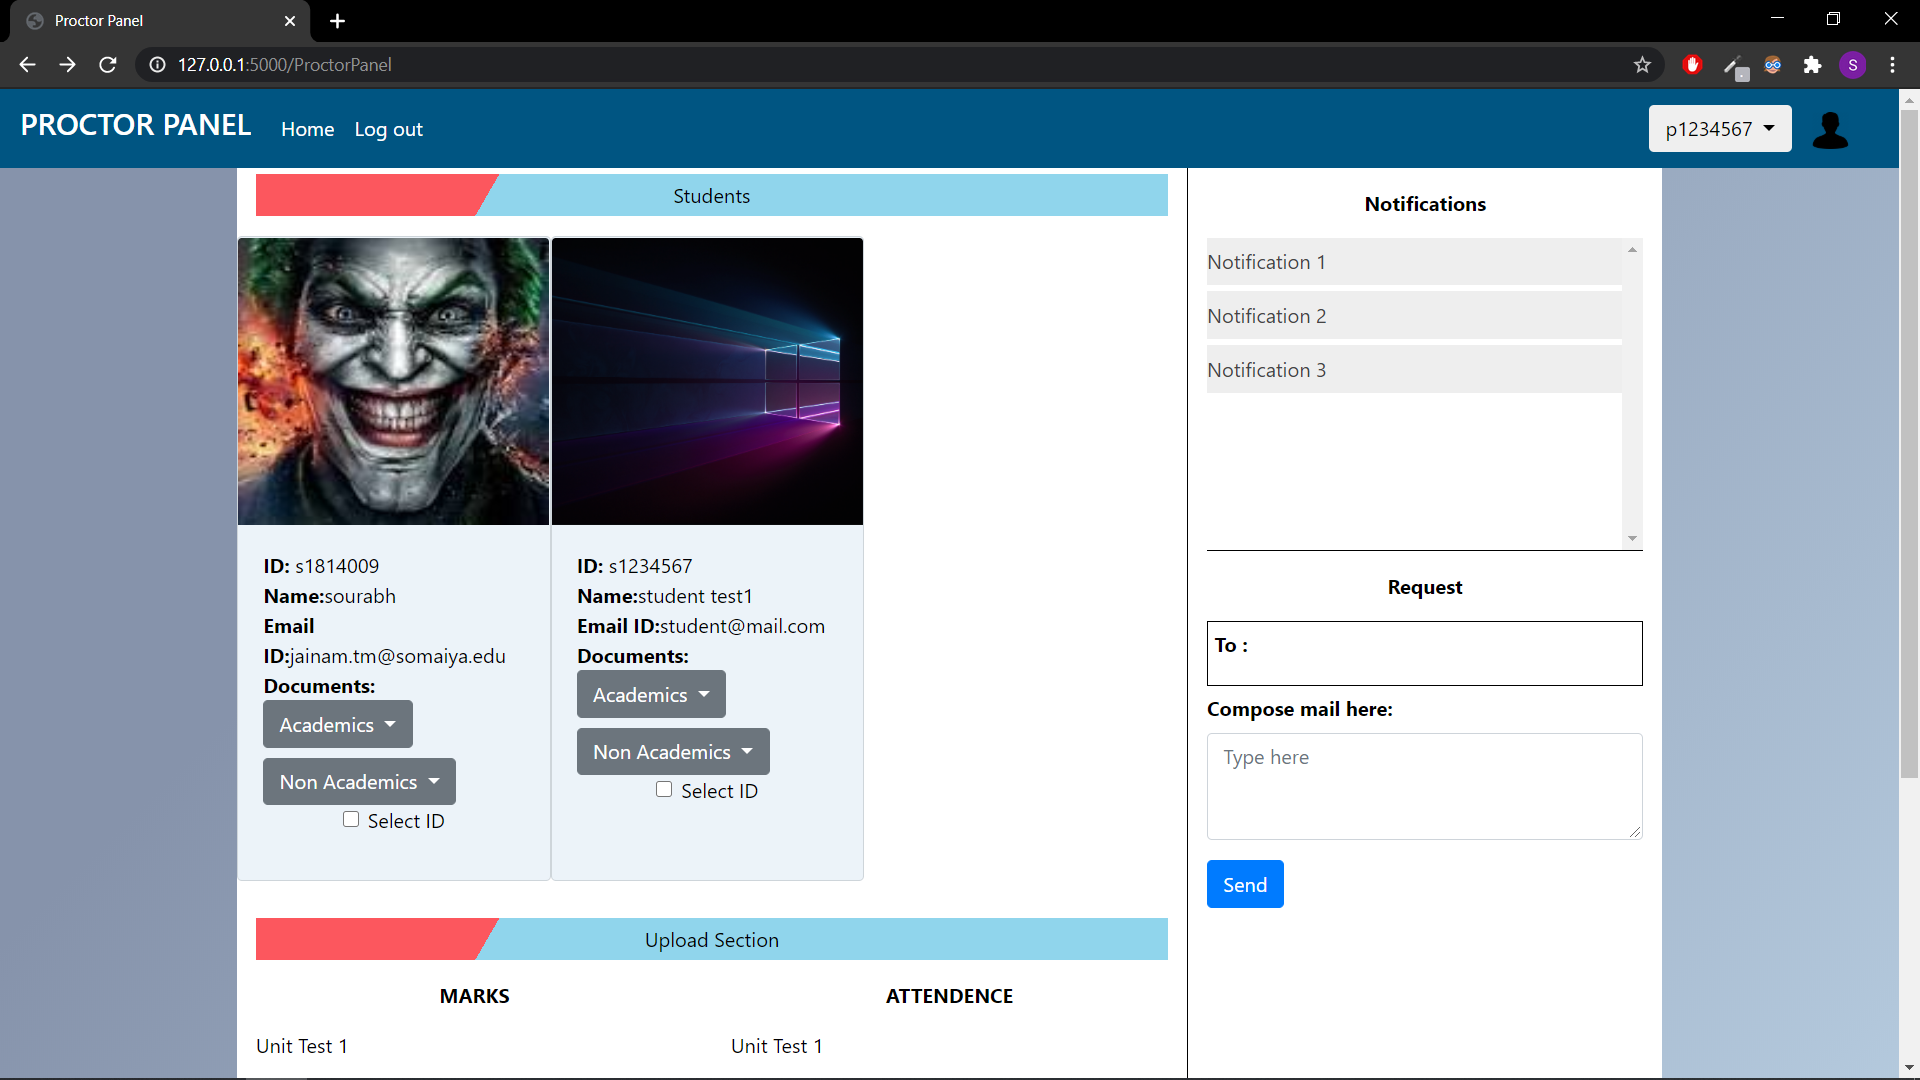 Proctor Panel
127.0.0.1:5000/ProctorPanel
S
PROCTOR PANEL
Home
Log out
p1234567
Students
ID: s1814009
Name:sourabh
Email
ID:jainam.tm@somaiya.edu
Documents:
Academics
Non Academics
Select ID
ID: s1234567
Name:student test1
Email ID:student@mail.com
Documents:
Academics
Non Academics
Select ID
Upload Section
MARKS
ATTENDENCE
Unit Test 1
Unit Test 1
Notifications
Notification 1
Notification 2
Notification 3
Request
To :
Compose mail here:
Type here
Send